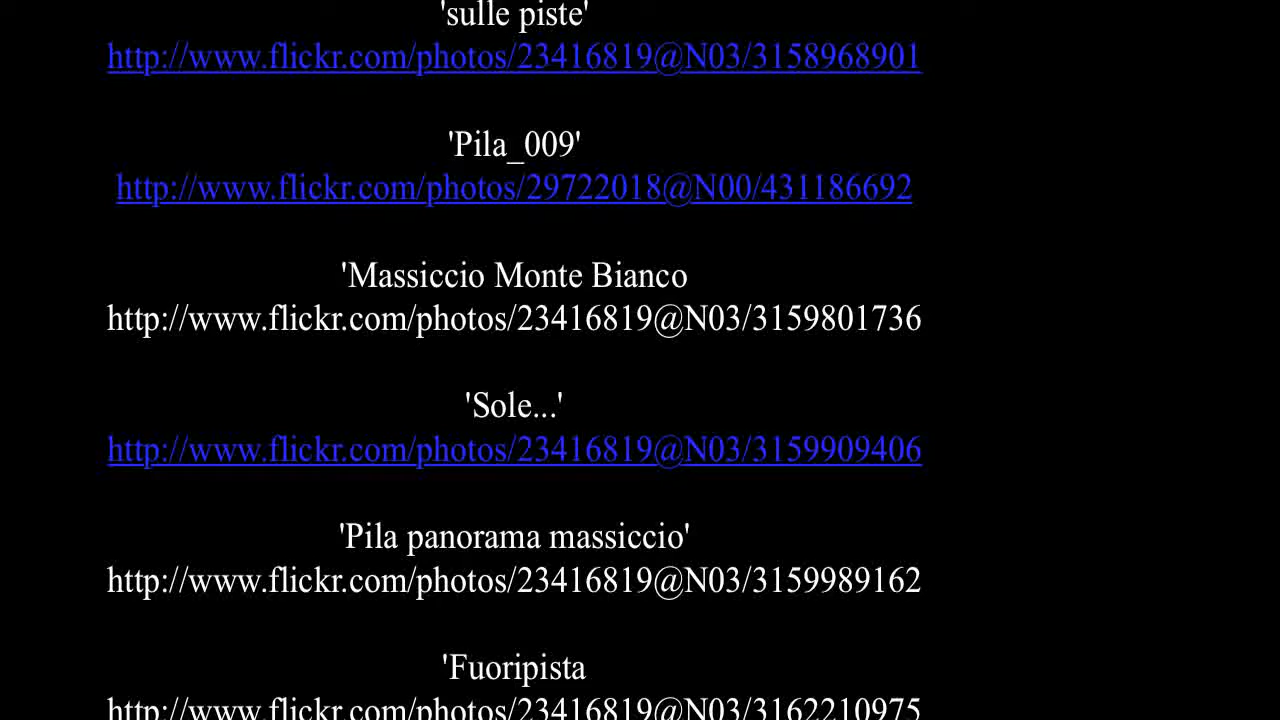 'sulle piste'
http://www.flickr.com/photos/23416819@N03/3158968901
'Pila_009'
http://www.flickr.com/photos/29722018@N00/431186692
'Massiccio Monte Bianco
http://www.flickr.com/photos/23416819@N03/3159801736
'Sole...'
http://www.flickr.com/photos/23416819@N03/3159909406
'Pila panorama massiccio'
http://www.flickr.com/photos/23416819@N03/3159989162
'Fuoripista
http://www.flickr.com/photos/23416819@N03/3162210975